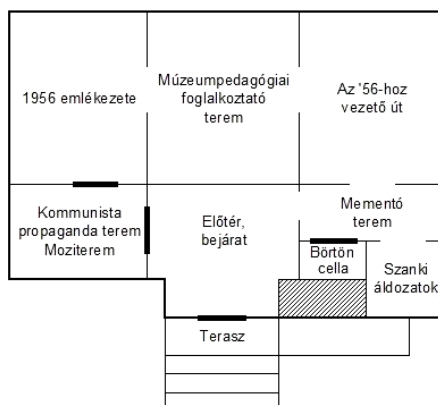 1956 emlékezete
Múzeumpedagógiai
foglalkoztató
terem
Az '56-hoz
vezető út
Kommunista
propaganda terem
Moziterem
Előtér,
bejárat
Mementó
terem
Börtön
cella
Szanki
áldozatok
Terasz